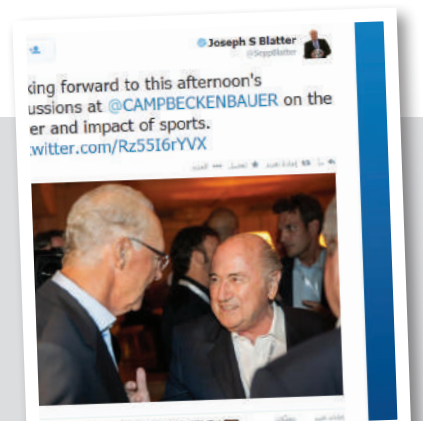 Joseph S Blatter
@SeppBlatter
king forward to this afternoon's
ussions at @CAMPBECKENBAUER on the
er and impact of sports.
twitter.com/Rz55I6rYVX